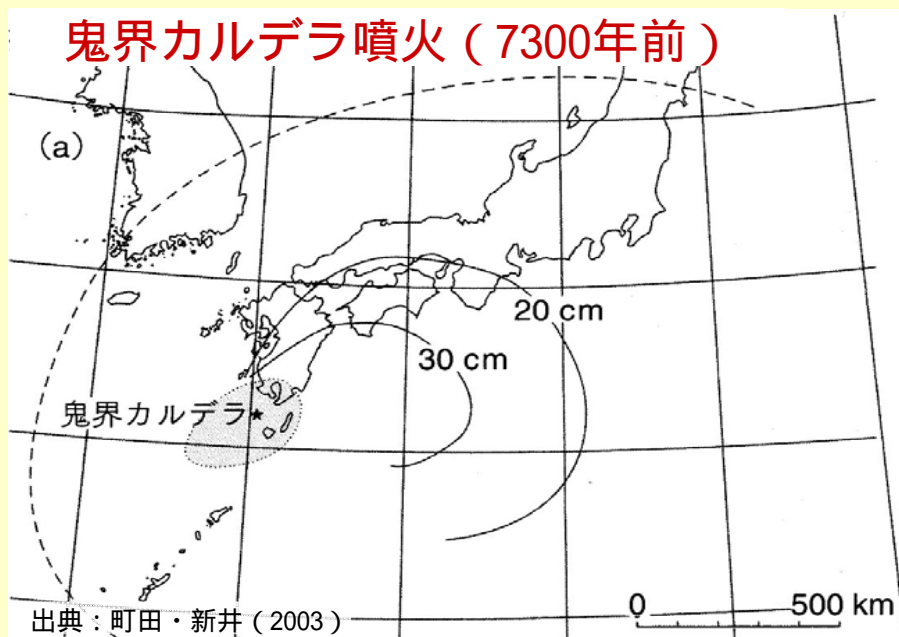 鬼界カルデラ噴火(7300年前)
(a)
20 cm
30 cm
鬼界カルデラ
出典:町田・新井(2003)
0 500 km